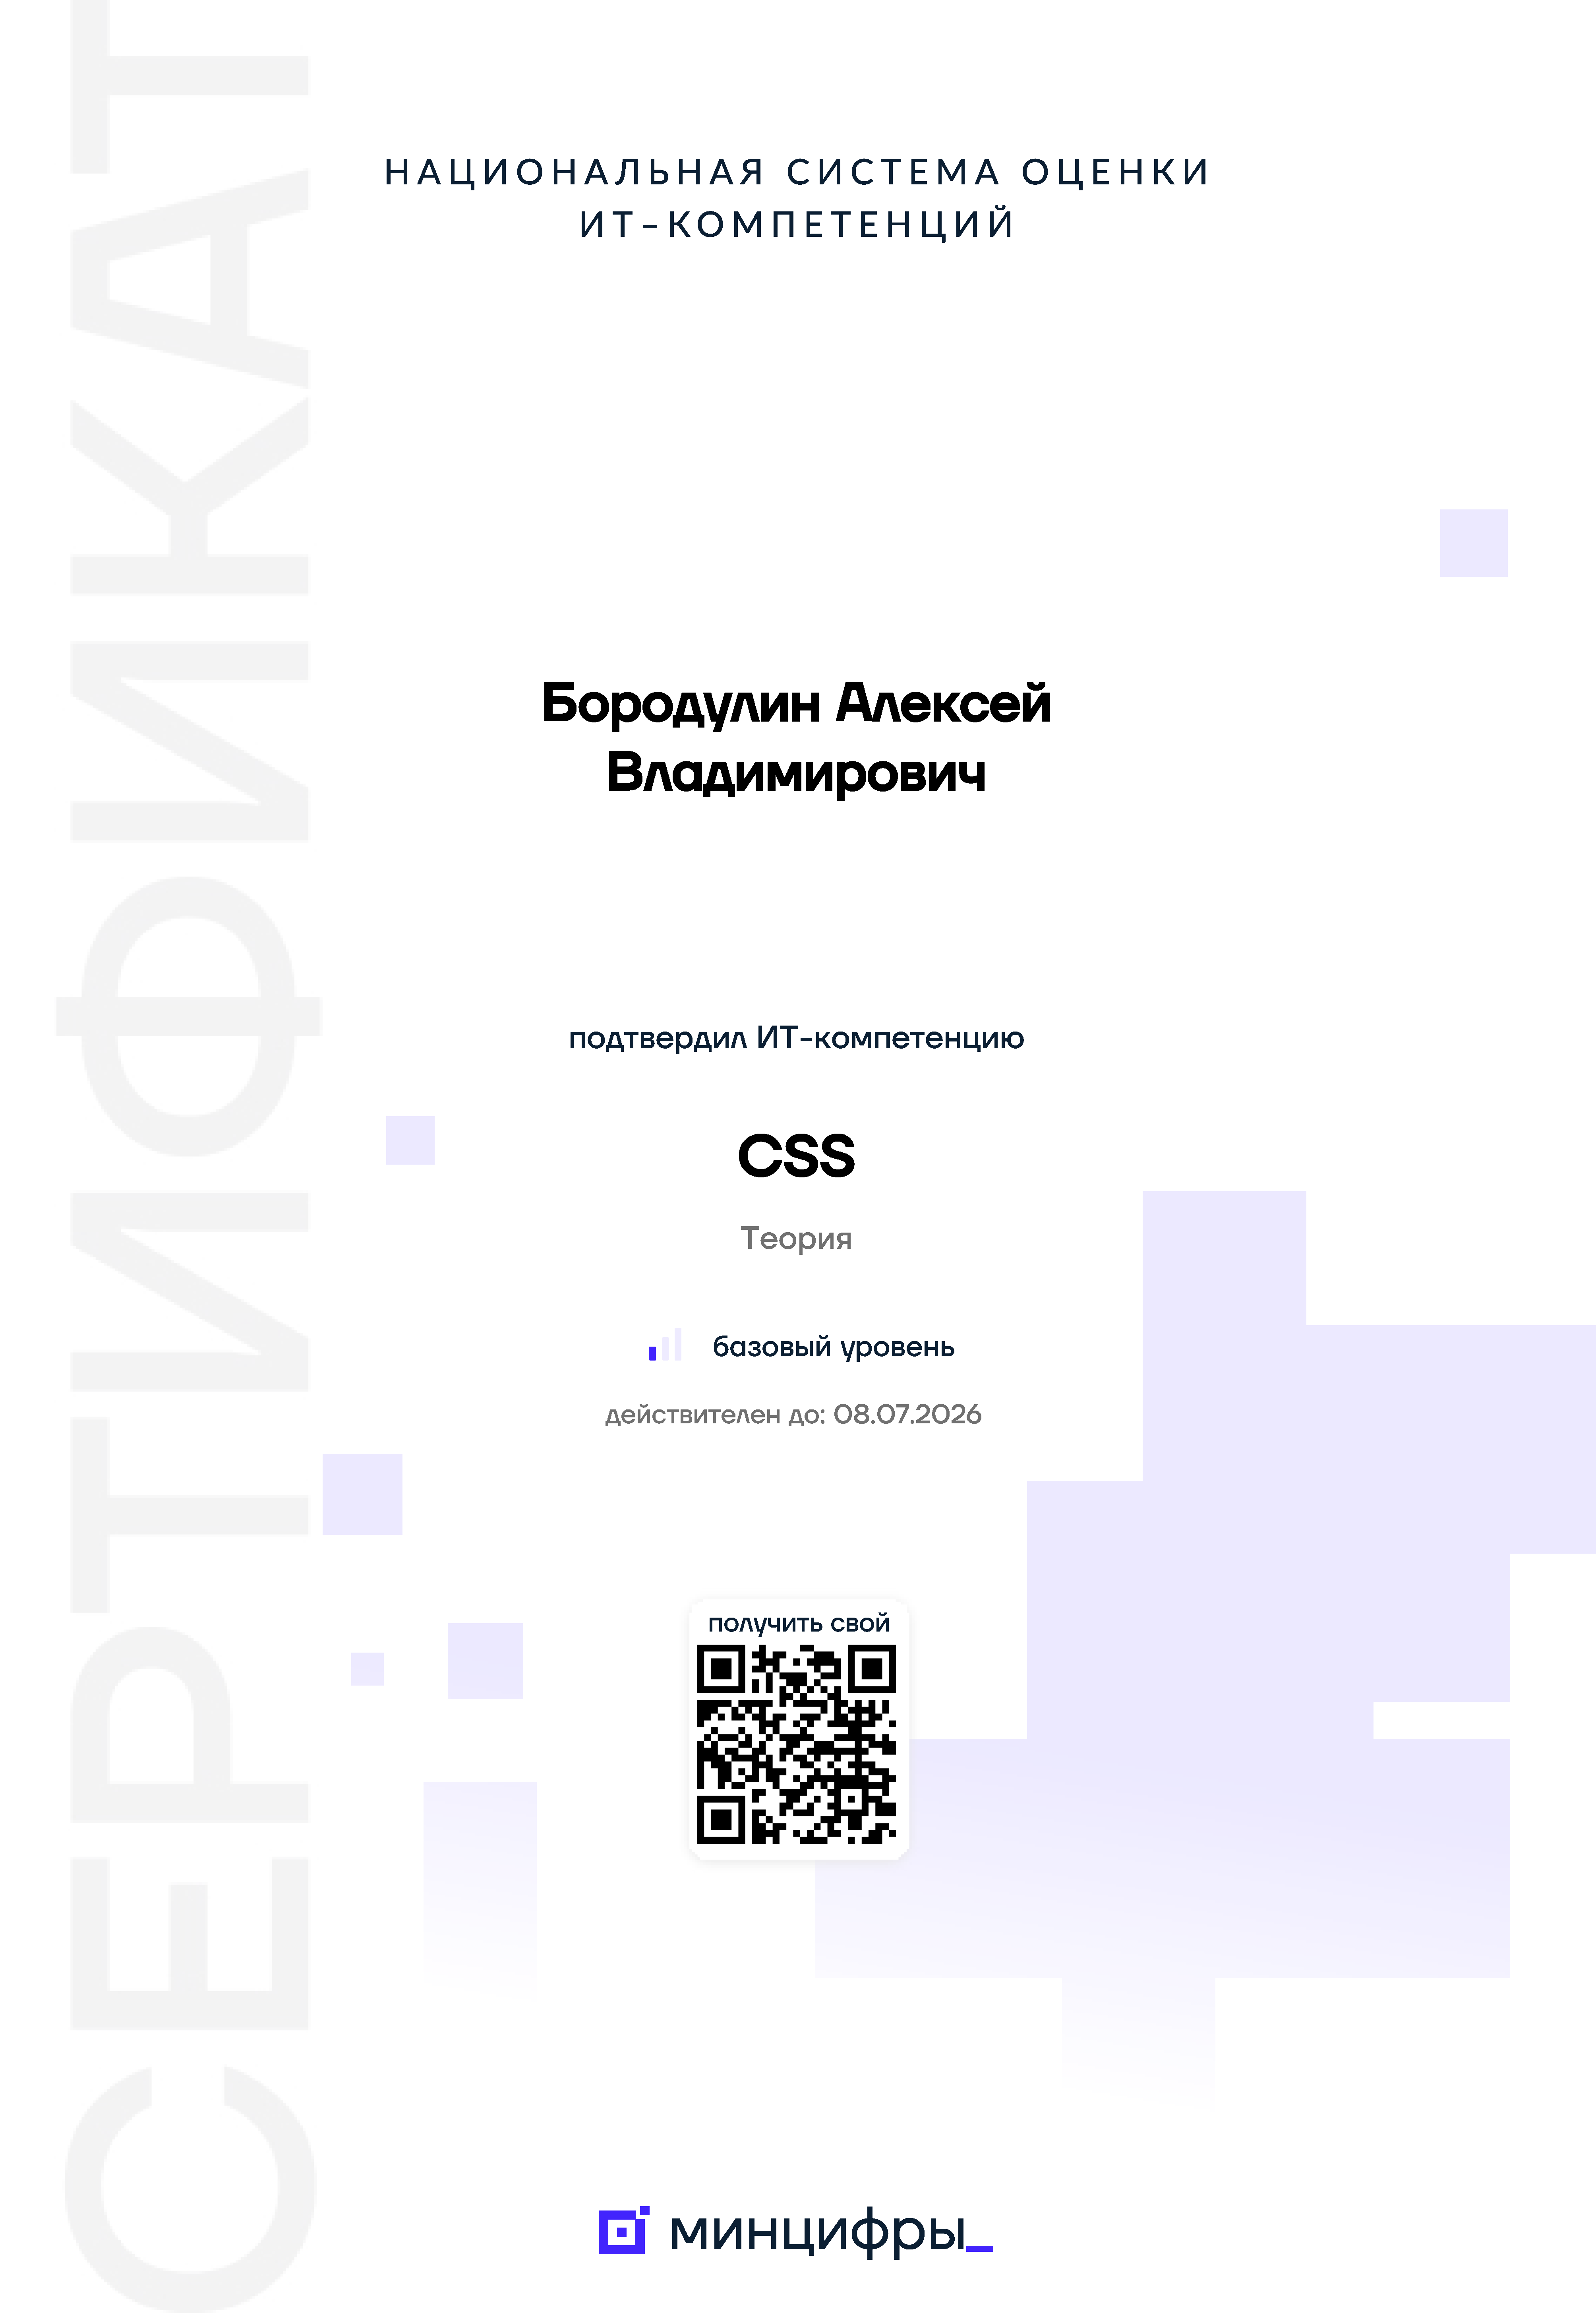 СЕРТИФИКАТ
НАЦИОНАЛЬНАЯ СИСТЕМА ОЦЕНКИ
ИТ-КОМПЕТЕНЦИЙ
Бородулин Алексей
Владимирович
подтвердил ИТ-компетенцию
CSS
Теория
базовый уровень
действителен до: 08.07.2026
ПОЛУЧИТЬ СВОЙ
минцифры_